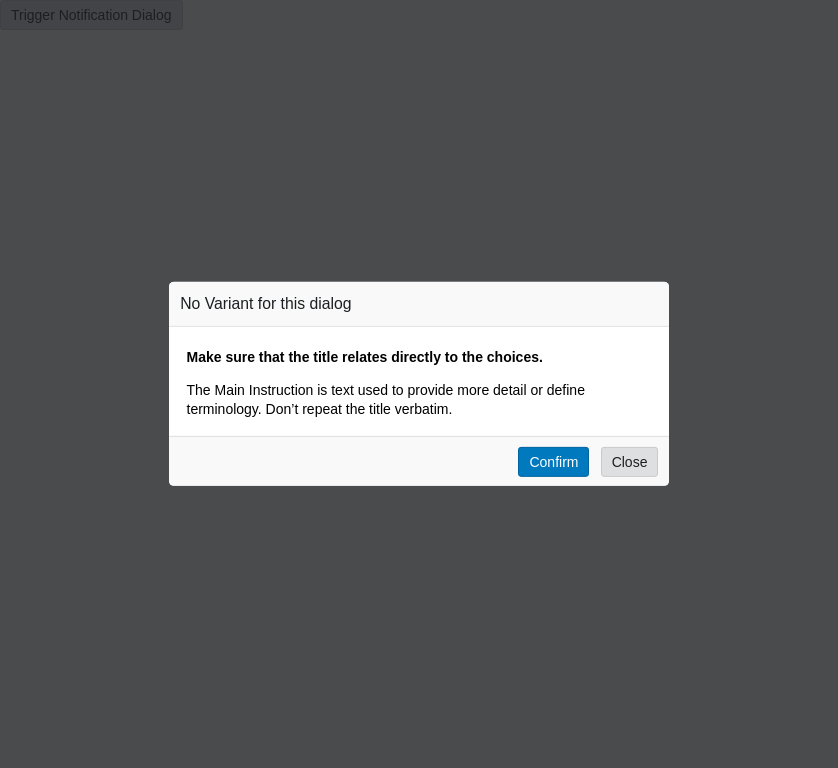 Trigger Notification Dialog
No Variant for this dialog
Make sure that the title relates directly to the choices.
The Main Instruction is text used to provide more detail or define
terminology. Don’t repeat the title verbatim.
Confirm
Close